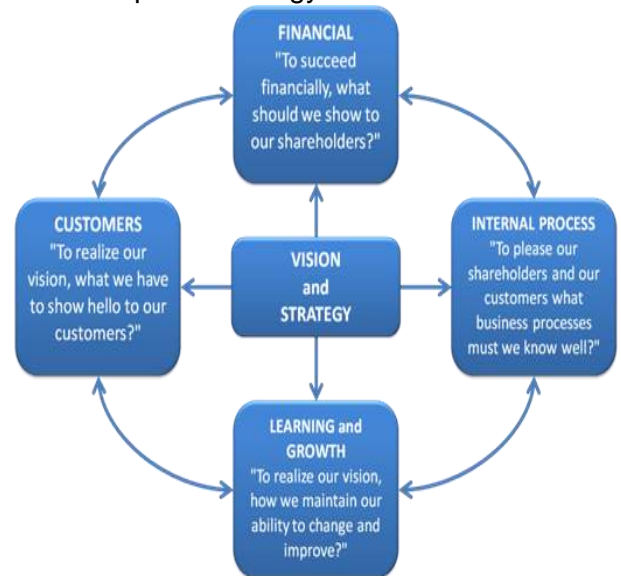 FINANCIAL
"To succeed
financially, what
should we show to
our shareholders?"
CUSTOMERS
"To realize our
vision, what we have
to show hello to our
customers?"
VISION
and
STRATEGY
INTERNAL PROCESS
"To please our
shareholders and our
customers what
business processes
must we know well?"
LEARNING and
GROWTH
"To realize our vision,
how we maintain our
ability to change and
improve?"